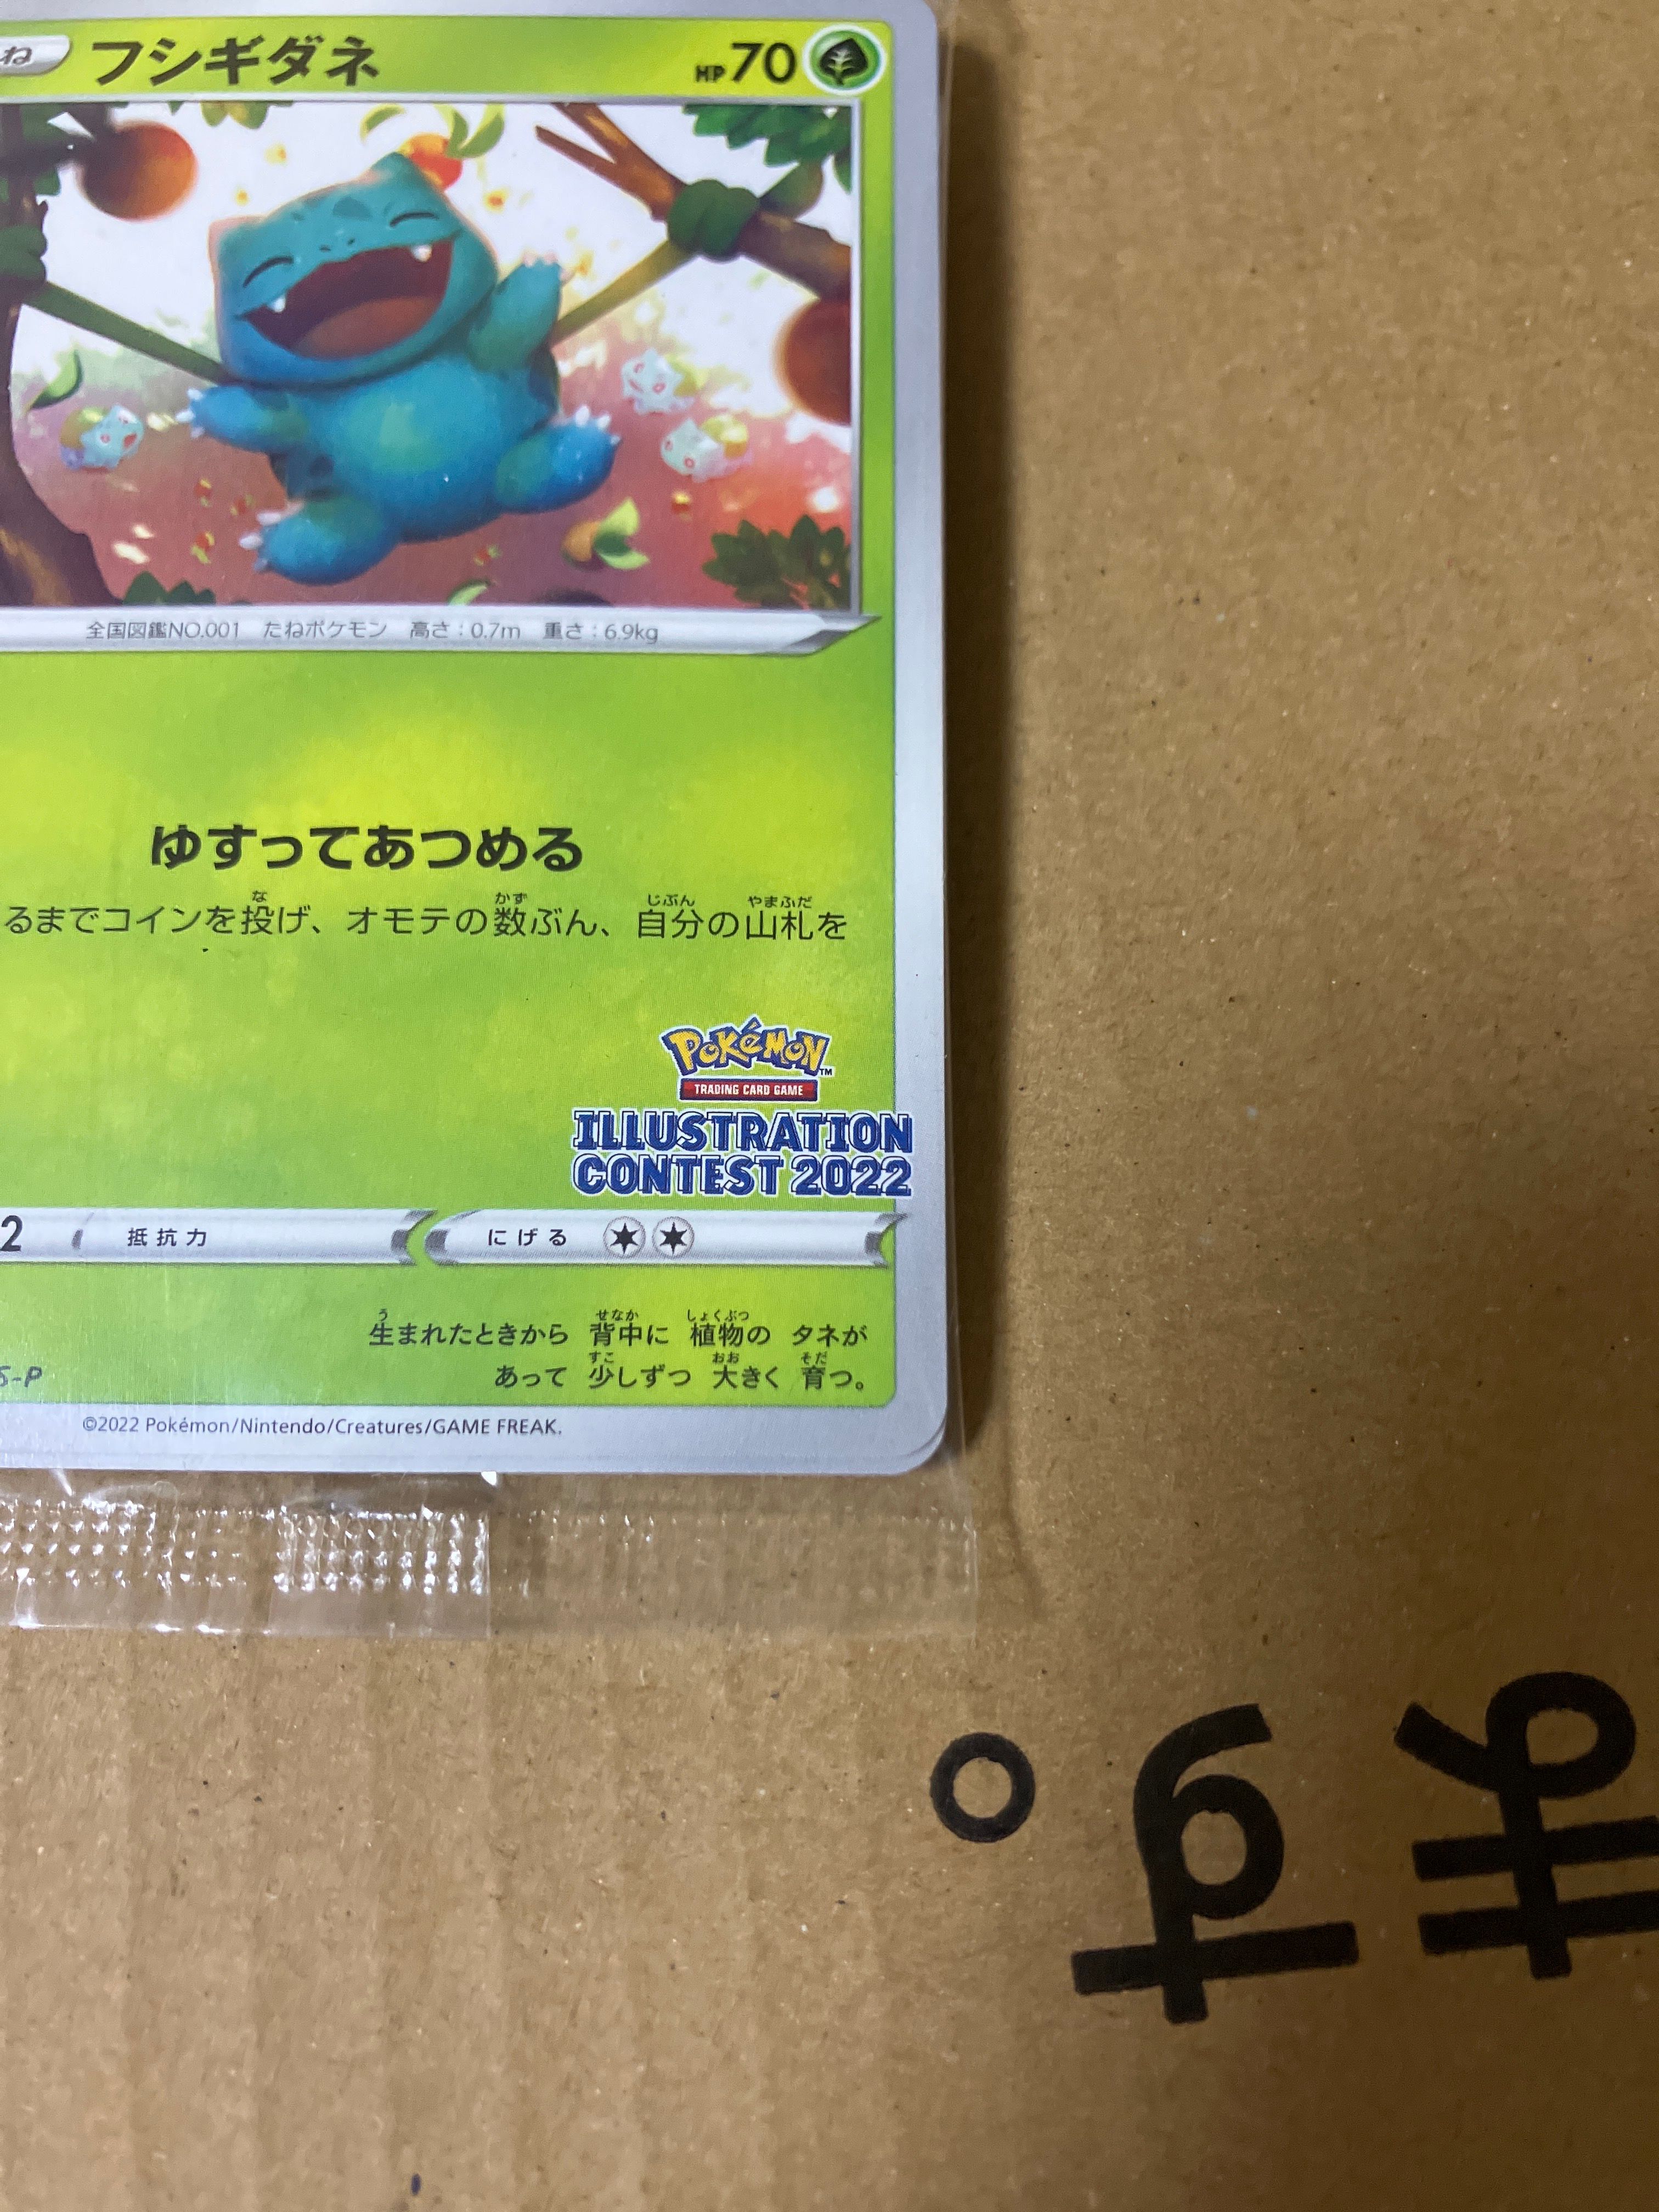 ね フシギダネ HP70
全国図鑑NO.001 たねポケモン 高さ:0.7m 重さ:6.9kg
ゆすってあつめる
るまでコインを投げ、オモテの数ぶん、自分の山札を
POKéMON™
TRADING CARD GAME
ILLUSTRATION
CONTEST 2022
2 抵抗力 にげる
生まれたときから 背中に 植物の タネが
あって 少しずつ 大きく 育つ。
S-P
©2022 Pokémon/Nintendo/Creatures/GAME FREAK.
ます。